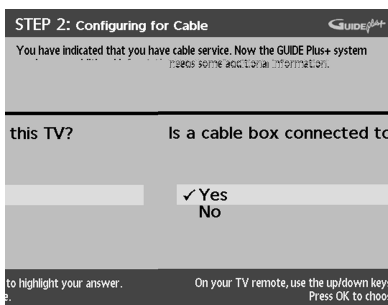 STEP 2: Configuring for Cable
GUIDE Plus+
You have indicated that you have cable service. Now the GUIDE Plus+ system
needs some additional information.
this TV? Is a cable box connected to
✓ Yes
No
to highlight your answer. On your TV remote, use the up/down key
e. Press OK to choo